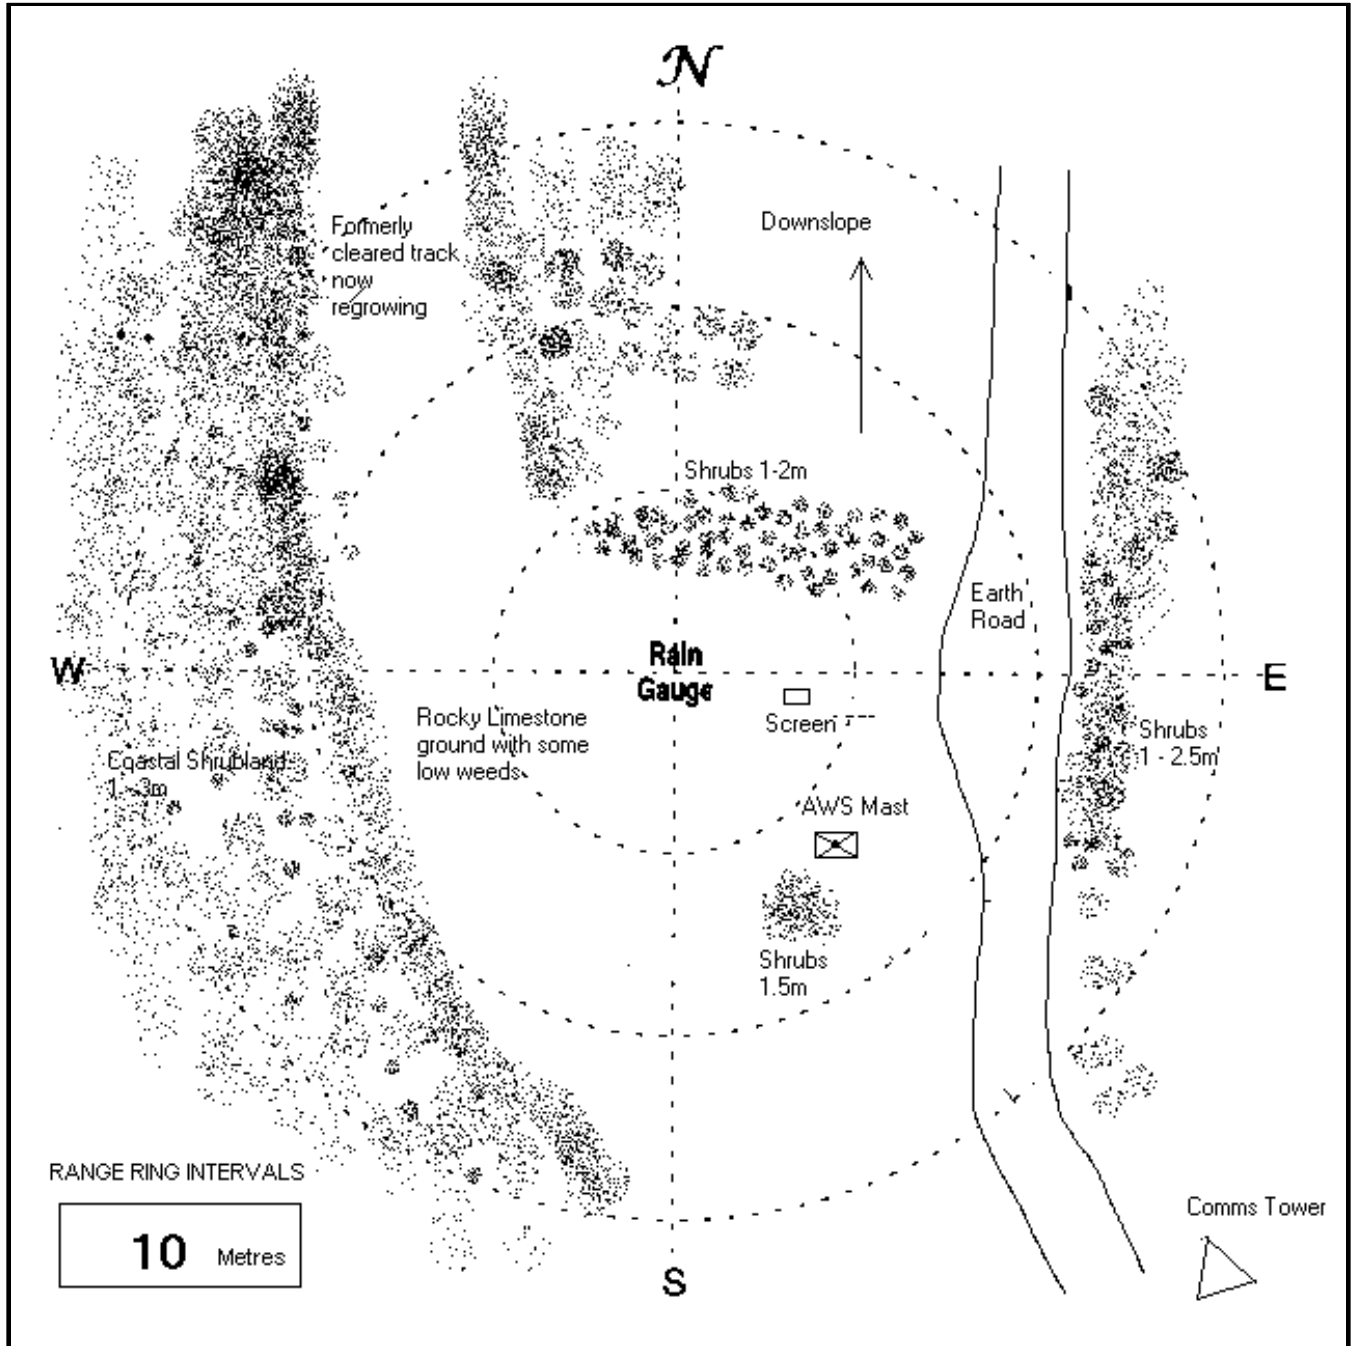 N
Formerly
cleared track
now
regrowing
Downslope
Shrubs 1-2m
Earth
Road
W
Rain
Gauge
E
Screen
Rocky Limestone
ground with some
low weeds
Coastal Shrubland
1 - 3m
Shrubs
1 - 2.5m
AWS Mast
Shrubs
1.5m
RANGE RING INTERVALS
10 Metres
S
Comms Tower